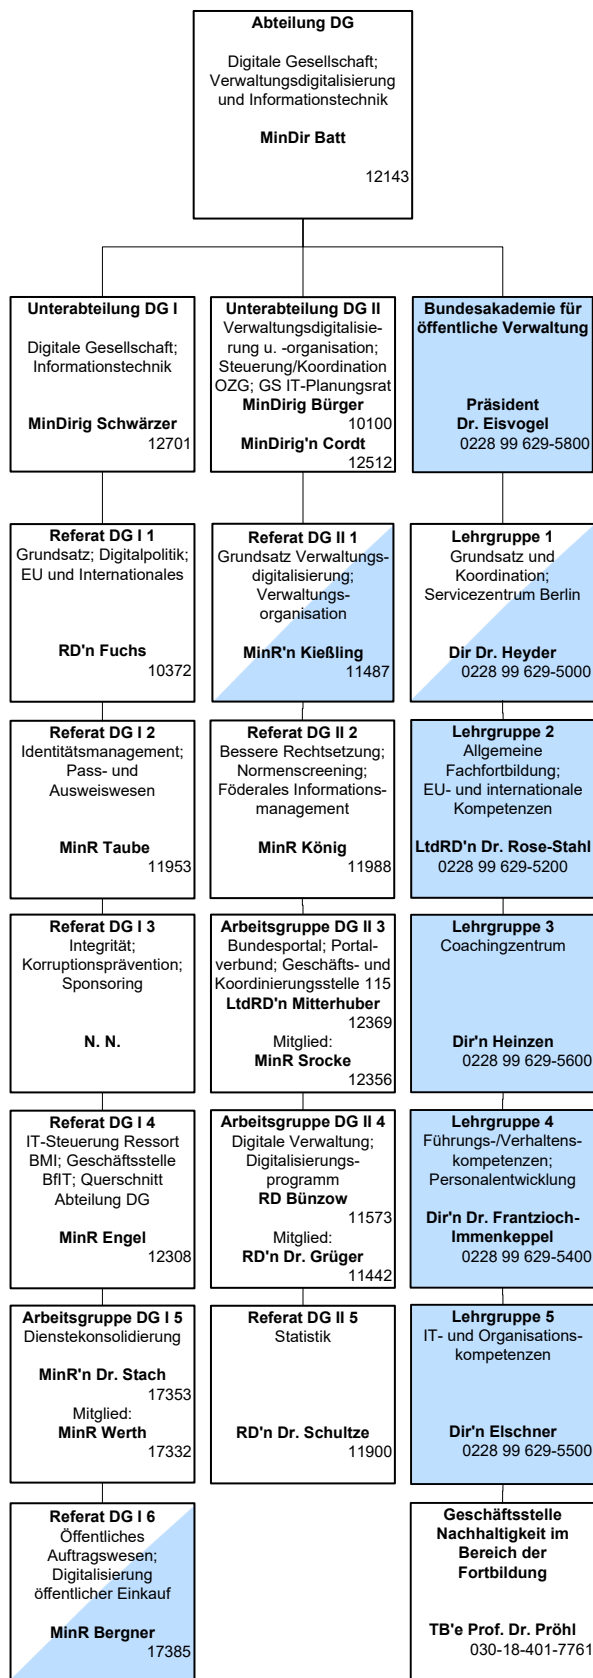 Abteilung DG
Digitale Gesellschaft;
Verwaltungsdigitalisierung
und Informationstechnik
MinDir Batt
12143
Unterabteilung DG I
Digitale Gesellschaft;
Informationstechnik
MinDirig Schwärzer
12701
Referat DG I 1
Grundsatz; Digitalpolitik;
EU und Internationales
RD'n Fuchs
10372
Referat DG I 2
Identitätsmanagement;
Pass- und
Ausweiswesen
MinR Taube
11953
Referat DG I 3
Integrität;
Korruptionsprävention;
Sponsoring
N. N.
Referat DG I 4
IT-Steuerung Ressort
BMI; Geschäftsstelle
BfIT; Querschnitt
Abteilung DG
MinR Engel
12308
Arbeitsgruppe DG I 5
Dienstekonsolidierung
MinR'n Dr. Stach
17353
Mitglied:
MinR Werth
17332
Referat DG I 6
Öffentliches
Auftragswesen;
Digitalisierung
öffentlicher Einkauf
MinR Bergner
17385
Unterabteilung DG II
Verwaltungsdigitalisie-
rung u. -organisation;
Steuerung/Koordination
OZG; GS IT-Planungsrat
MinDirig Bürger
10100
MinDirig'n Cordt
12512
Referat DG II 1
Grundsatz Verwaltungs-
digitalisierung;
Verwaltungs-
organisation
MinR'n Kießling
11487
Referat DG II 2
Bessere Rechtsetzung;
Normenscreening;
Föderales Informations-
management
MinR König
11988
Arbeitsgruppe DG II 3
Bundesportal; Portal-
verbund; Geschäfts- und
Koordinierungsstelle 115
LtdRD'n Mitterhuber
12369
Mitglied:
MinR Srocke
12356
Arbeitsgruppe DG II 4
Digitale Verwaltung;
Digitalisierungs-
programm
RD Bünzow
11573
Mitglied:
RD'n Dr. Grüger
11442
Referat DG II 5
Statistik
RD'n Dr. Schultze
11900
Bundesakademie für
öffentliche Verwaltung
Präsident
Dr. Eisvogel
0228 99 629-5800
Lehrgruppe 1
Grundsatz und
Koordination;
Servicezentrum Berlin
Dir Dr. Heyder
0228 99 629-5000
Lehrgruppe 2
Allgemeine
Fachfortbildung;
EU- und internationale
Kompetenzen
LtdRD'n Dr. Rose-Stahl
0228 99 629-5200
Lehrgruppe 3
Coachingzentrum
Dir'n Heinzen
0228 99 629-5600
Lehrgruppe 4
Führungs-/Verhaltens-
kompetenzen;
Personalentwicklung
Dir'n Dr. Frantzioch-
Immenkeppel
0228 99 629-5400
Lehrgruppe 5
IT- und Organisations-
kompetenzen
Dir'n Elschner
0228 99 629-5500
Geschäftsstelle
Nachhaltigkeit im
Bereich der
Fortbildung
TB'e Prof. Dr. Pröhl
030-18-401-7761